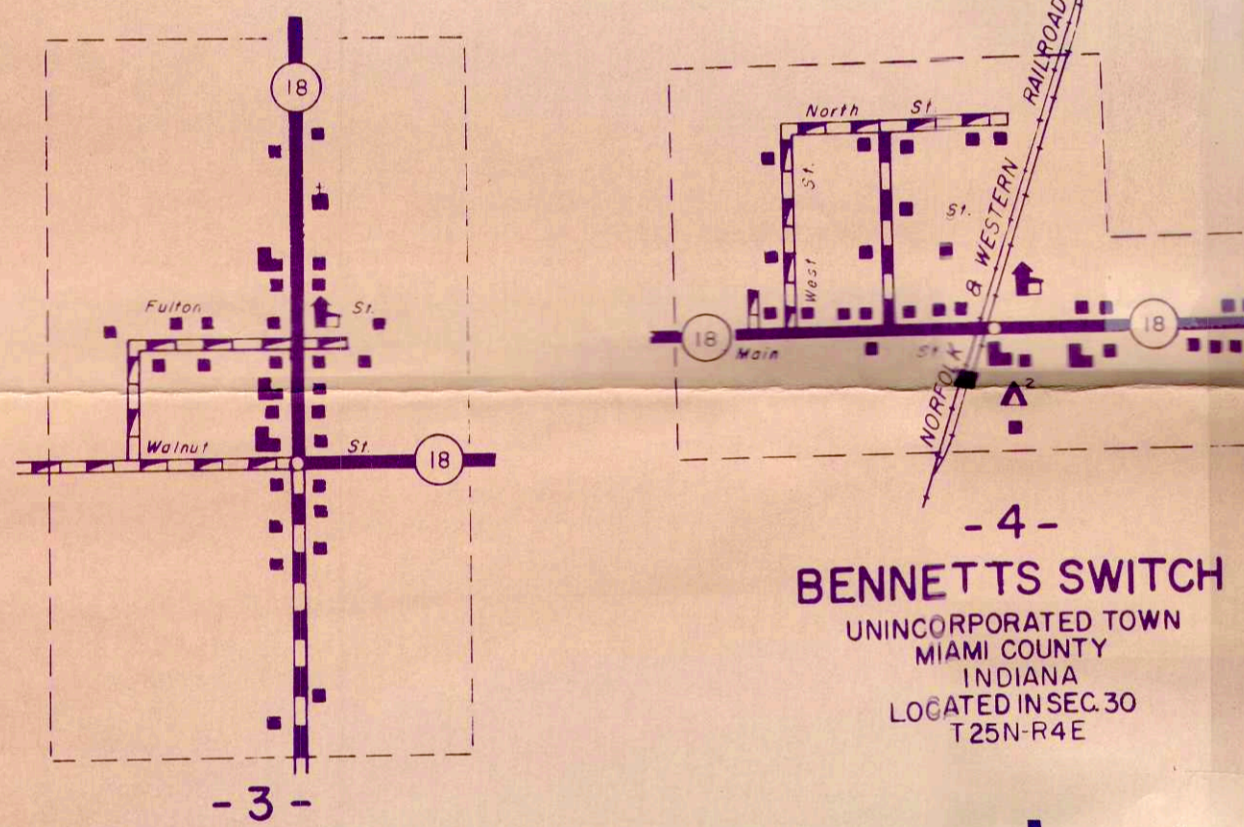 18
Fulton St.
Walnut St.
18
- 3 -
NORFOLK & WESTERN RAILROAD
North St.
West St.
St.
18
18
Main St.
2
- 4 -
BENNETTS SWITCH
UNINCORPORATED TOWN
MIAMI COUNTY
INDIANA
LOCATED IN SEC. 30
T25N-R4E